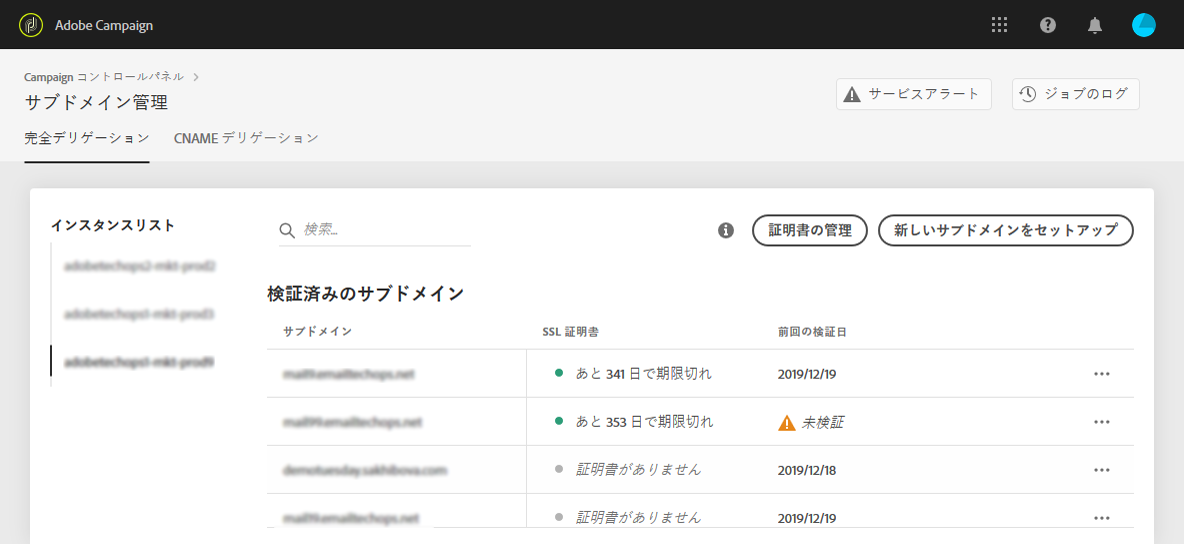 Adobe Campaign
Campaign コントロールパネル
サブドメイン管理
サービスアラート
ジョブのログ
完全デリゲーション
CNAME デリゲーション
インスタンスリスト
検索...
証明書の管理
新しいサブドメインをセットアップ
検証済みのサブドメイン
サブドメイン SSL 証明書 前回の検証日
あと 341 日で期限切れ 2019/12/19
あと 353 日で期限切れ 未検証
証明書がありません 2019/12/18
証明書がありません 2019/12/19